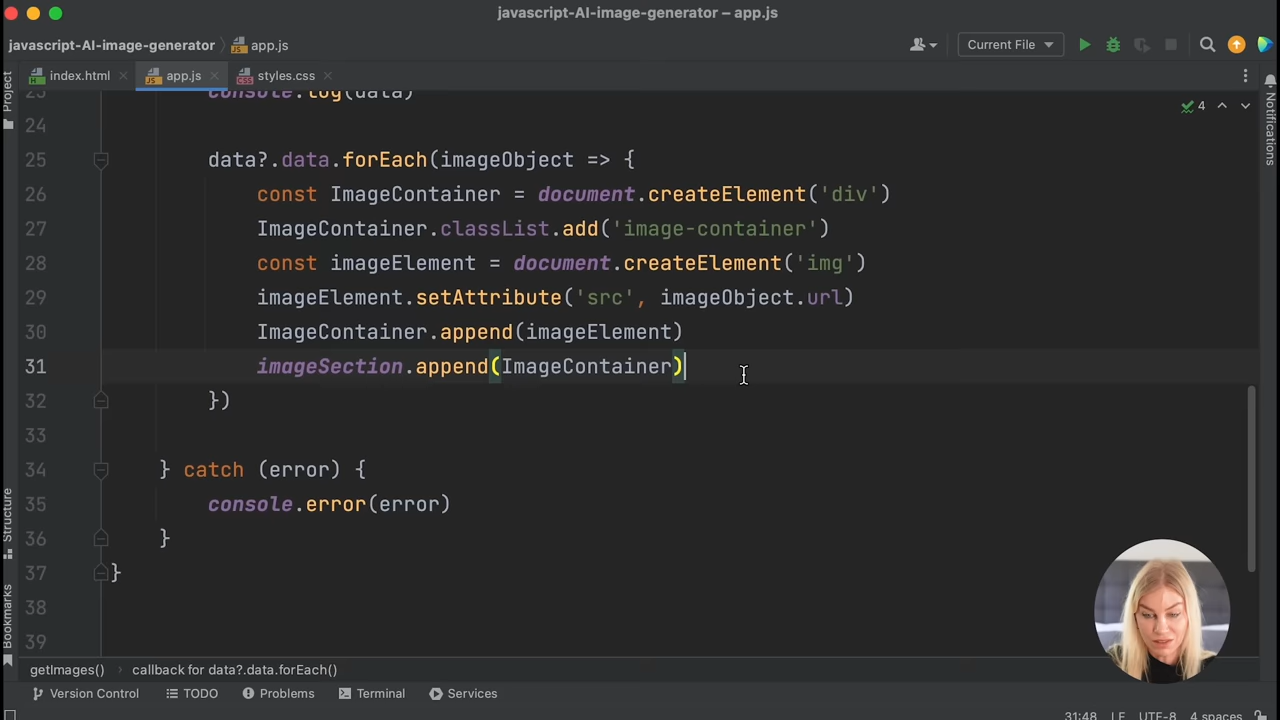 javascript-AI-image-generator – app.js
javascript-AI-image-generator app.js
Current File
Project
index.html
app.js
styles.css
Notifications
4
23 console.log(data)
24
25 data?.data.forEach(imageObject => {
26 const ImageContainer = document.createElement('div')
27 ImageContainer.classList.add('image-container')
28 const imageElement = document.createElement('img')
29 imageElement.setAttribute('src', imageObject.url)
30 ImageContainer.append(imageElement)
31 imageSection.append(ImageContainer)
32 })
33
34 } catch (error) {
35 console.error(error)
36 }
37 }
38
39
Structure
Bookmarks
getImages() callback for data?.data.forEach()
Version Control TODO Problems Terminal Services
31:48 LF UTF-8 4 spaces